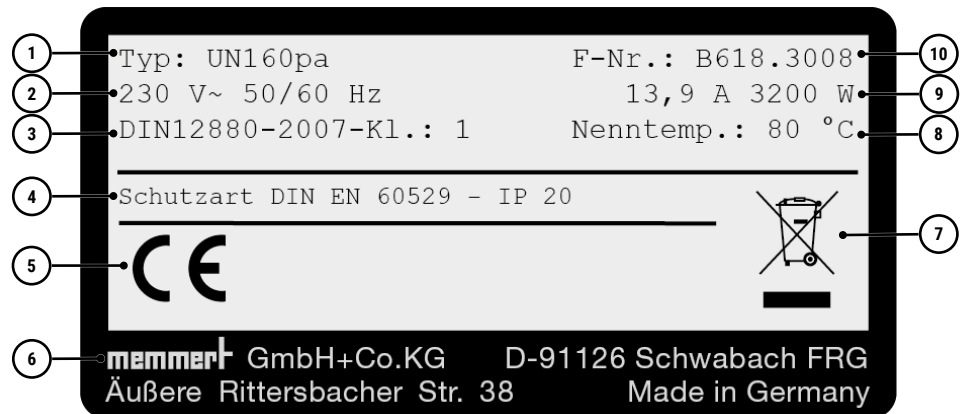 1 Typ: UN160pa F-Nr.: B618.3008 10
2 230 V~ 50/60 Hz 13,9 A 3200 W 9
3 DIN12880-2007-Kl.: 1 Nenntemp.: 80 °C 8
4 Schutzart DIN EN 60529 - IP 20
5 CE 7
6 memmert GmbH+Co.KG D-91126 Schwabach FRG
Äußere Rittersbacher Str. 38 Made in Germany